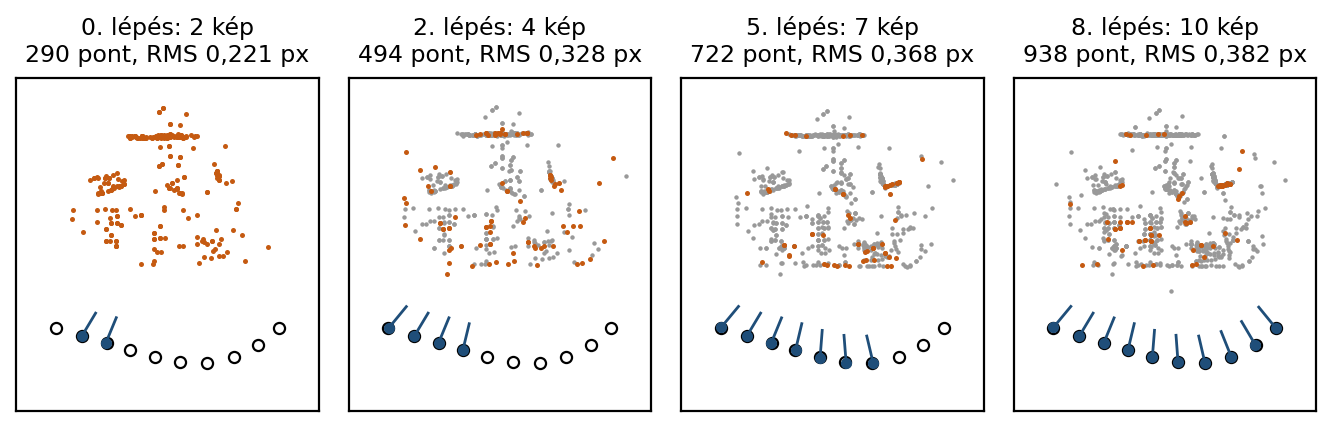 0. lépés: 2 kép
290 pont, RMS 0,221 px
2. lépés: 4 kép
494 pont, RMS 0,328 px
5. lépés: 7 kép
722 pont, RMS 0,368 px
8. lépés: 10 kép
938 pont, RMS 0,382 px